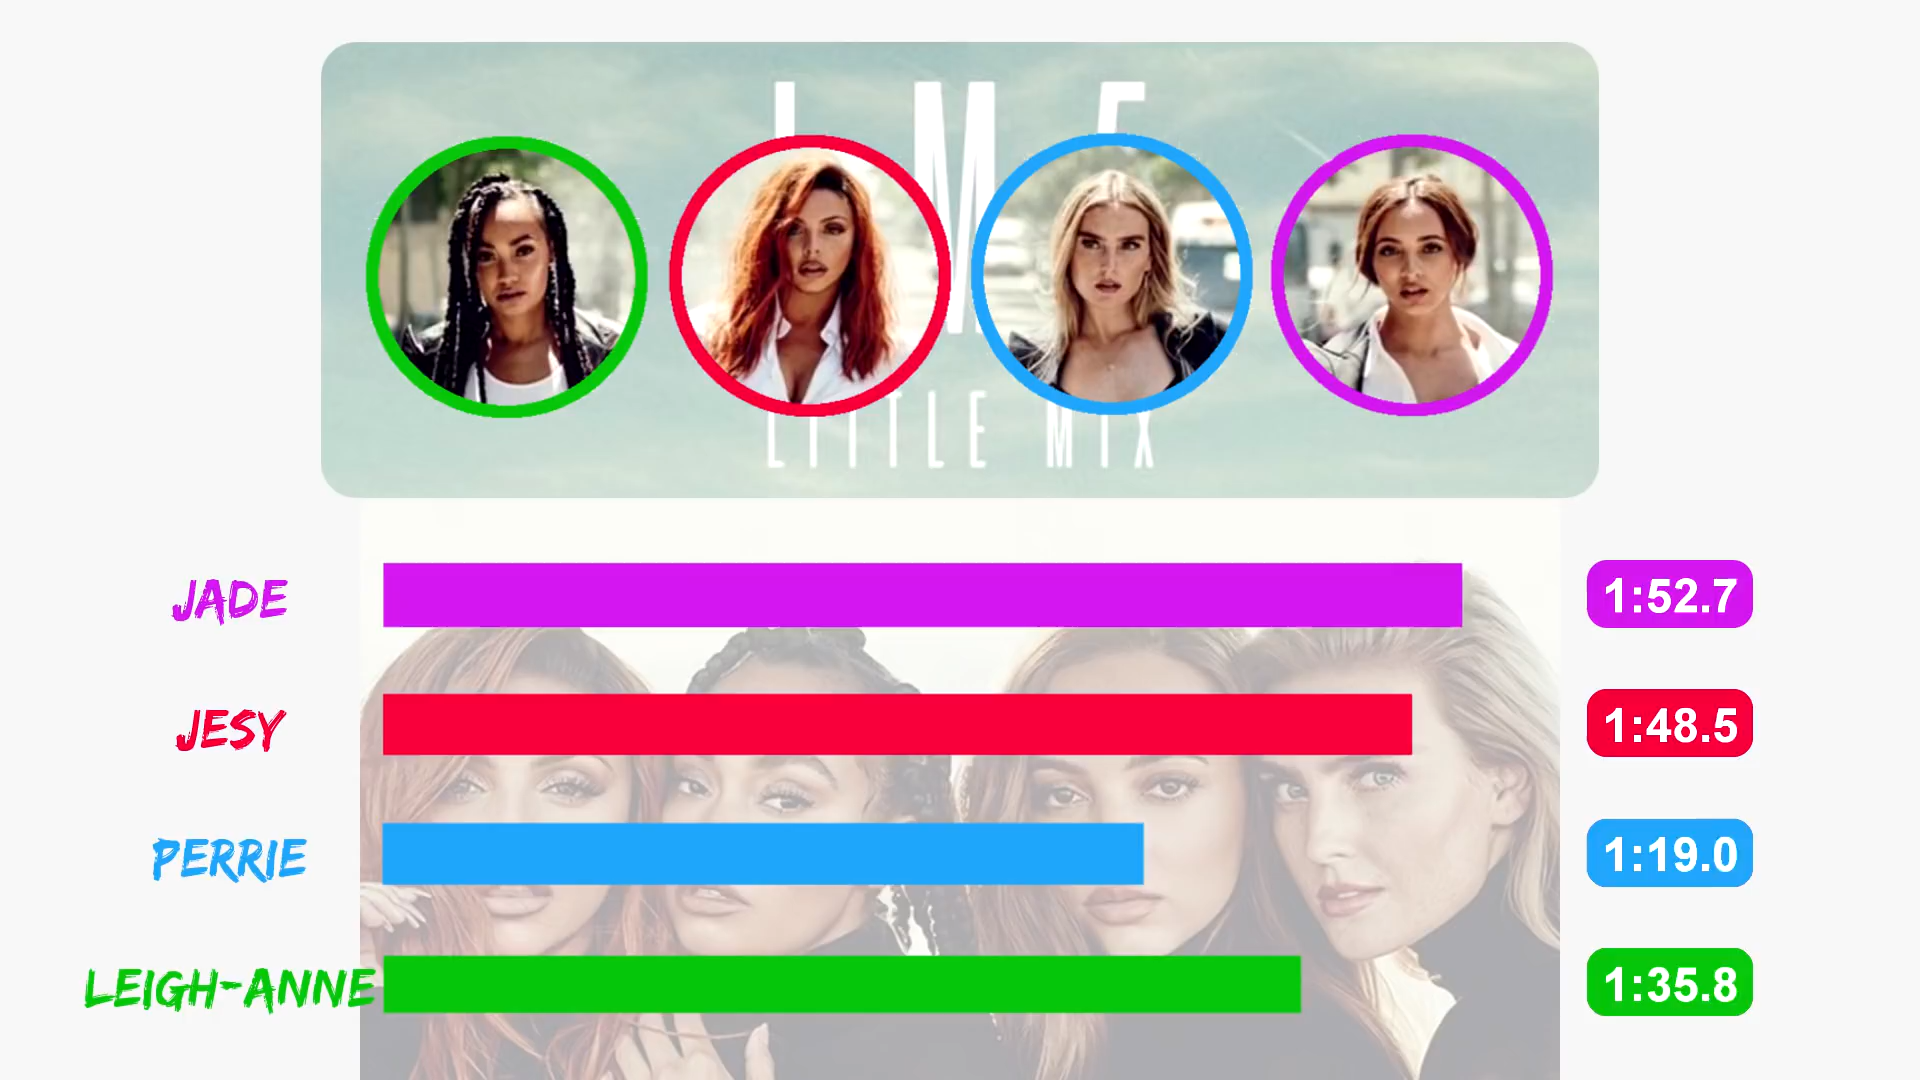 LITTLE MIX
JADE
1:52.7
JESY
1:48.5
PERRIE
1:19.0
LEIGH-ANNE
1:35.8